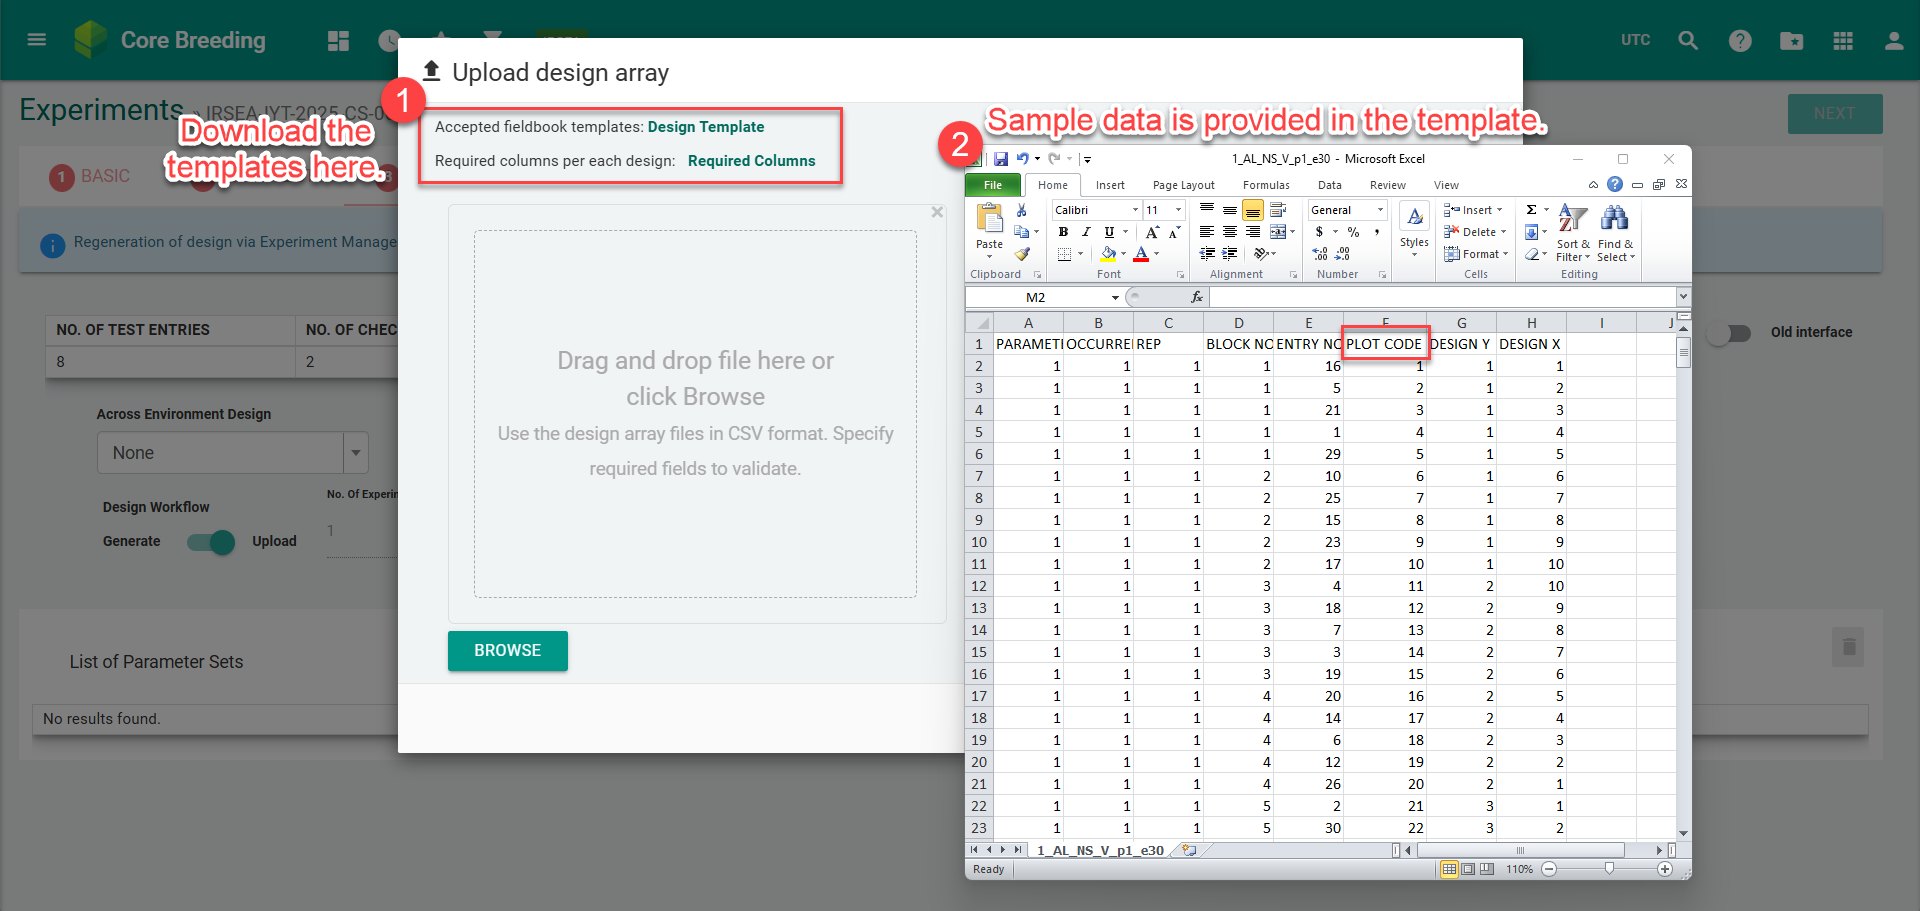 Core Breeding
UTC
Experiments
Upload design array
1
Accepted fieldbook templates: Design Template
Required columns per each design: Required Columns
Download the
templates here.
NEXT
1 BASIC
Regeneration of design via Experiment Manage
NO. OF TEST ENTRIES
NO. OF CHEC
8
2
Across Environment Design
None
Design Workflow
No. Of Experin
Generate
Upload
1
List of Parameter Sets
No results found.
Old interface
Drag and drop file here or
click Browse
Use the design array files in CSV format. Specify
required fields to validate.
BROWSE
2
Sample data is provided in the template.
1_AL_NS_V_p1_e30 - Microsoft Excel
File Home Insert Page Layout Formulas Data Review View
Paste
Clipboard
Calibri 11
B I U A A
A
Font
Alignment
General
$ % ,
Number
A
Styles
Insert
Delete
Format
Cells
Σ
Sort &
Filter
Find &
Select
Editing
M2 fx
A B C D E F G H I J
1 PARAMETI OCCURREI REP BLOCK NO ENTRY NO PLOT CODE DESIGN Y DESIGN X
2 1 1 1 1 16 1 1 1
3 1 1 1 1 5 2 1 2
4 1 1 1 1 21 3 1 3
5 1 1 1 1 1 4 1 4
6 1 1 1 1 29 5 1 5
7 1 1 1 2 10 6 1 6
8 1 1 1 2 25 7 1 7
9 1 1 1 2 15 8 1 8
10 1 1 1 2 23 9 1 9
11 1 1 1 2 17 10 1 10
12 1 1 1 3 4 11 2 10
13 1 1 1 3 18 12 2 9
14 1 1 1 3 7 13 2 8
15 1 1 1 3 3 14 2 7
16 1 1 1 3 19 15 2 6
17 1 1 1 4 20 16 2 5
18 1 1 1 4 14 17 2 4
19 1 1 1 4 6 18 2 3
20 1 1 1 4 12 19 2 2
21 1 1 1 4 26 20 2 1
22 1 1 1 5 2 21 3 1
23 1 1 1 5 30 22 3 2
1_AL_NS_V_p1_e30
Ready
110%